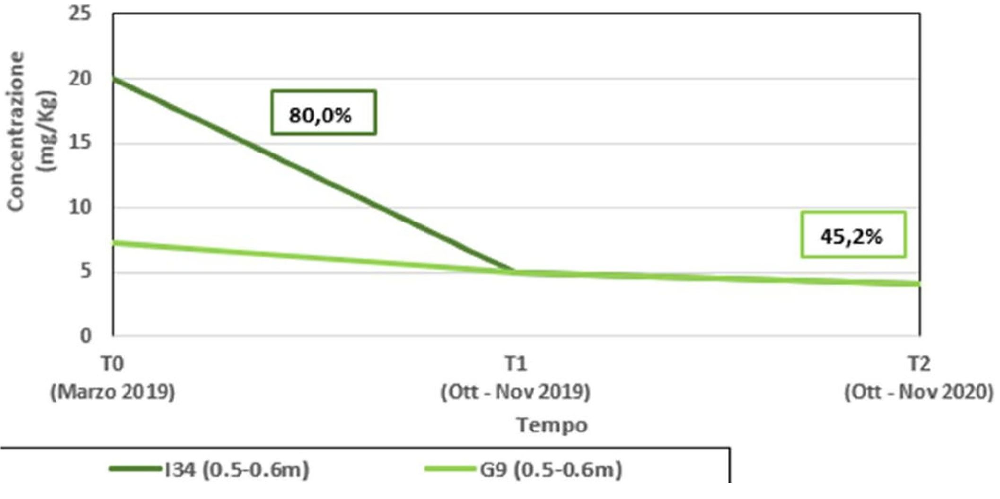 Concentrazione
(mg/Kg)
25
20
15
10
5
0
80,0%
45,2%
T0
(Marzo 2019)
T1
(Ott - Nov 2019)
T2
(Ott - Nov 2020)
Tempo
I34 (0.5-0.6m)
G9 (0.5-0.6m)